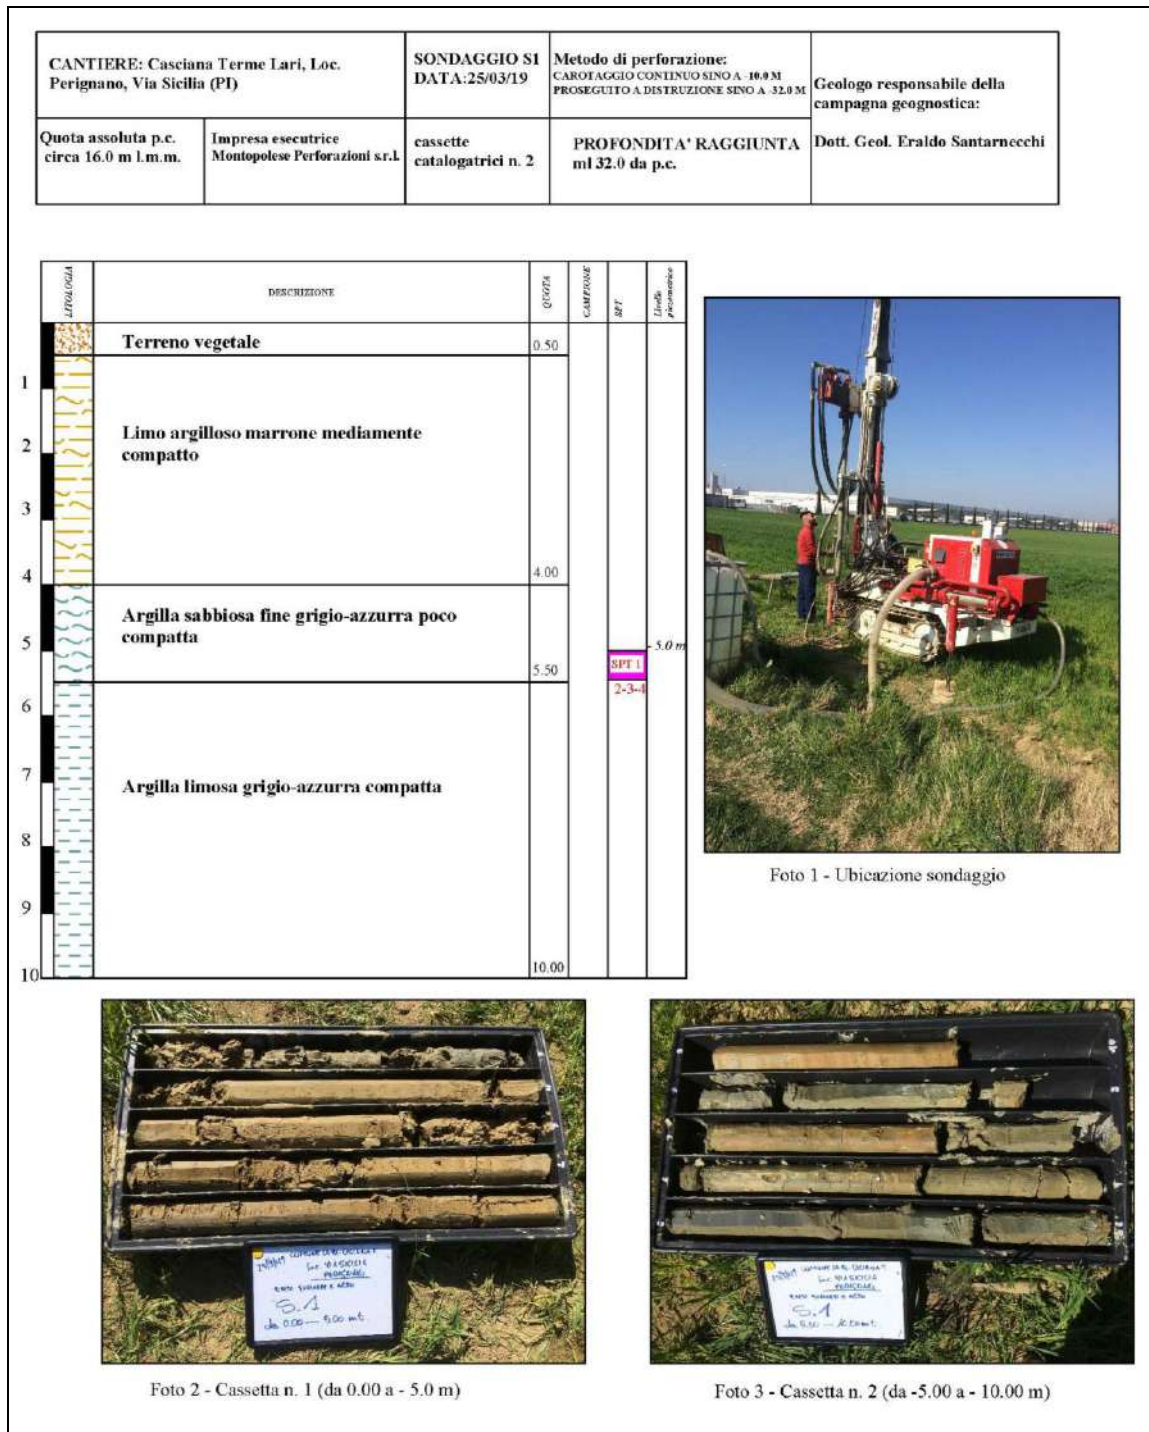 CANTIERE: Casciana Terme Lari, Loc.
Perignano, Via Sicilia (PI)
SONDAGGIO S1
DATA:25/03/19
Metodo di perforazione:
CAROTAGGIO CONTINUO SINO A -10.0 M
PROSEGUITO A DISTRUZIONE SINO A -32.0 M
Geologo responsabile della
campagna geognostica:
Dott. Geol. Eraldo Santarnecchi
Quota assoluta p.c.
circa 16.0 m l.m.m.
Impresa esecutrice
Montopolese Perforazioni s.r.l.
cassette
catalogatrici n. 2
PROFONDITA' RAGGIUNTA
ml 32.0 da p.c.
LITOLOGIA
DESCRIZIONE
QUOTA
CAMPIONE
SPT
Livello
piezometrico
Terreno vegetale
0.50
1
Limo argilloso marrone mediamente
compatto
2
3
4
4.00
Argilla sabbiosa fine grigio-azzurra poco
compatta
5
5.50
- 5.0 m
SPT 1
2-3-4
6
7
Argilla limosa grigio-azzurra compatta
8
9
10
10.00
Foto 1 - Ubicazione sondaggio
S.1
da 0.00 — 5.00 mt.
S.1
Foto 2 - Cassetta n. 1 (da 0.00 a - 5.0 m)
Foto 3 - Cassetta n. 2 (da -5.00 a - 10.00 m)